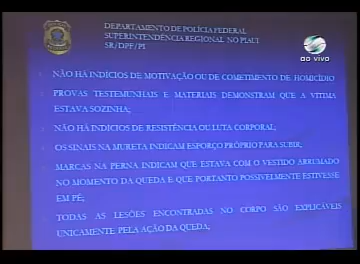 DEPARTAMENTO DE POLÍCIA FEDERAL
SUPERINTENDÊNCIA REGIONAL NO PIAUÍ
SR/DPF/PI
AO VIVO
NÃO HÁ INDÍCIOS DE MOTIVAÇÃO OU DE COMETIMENTO DE HOMICÍDIO
PROVAS TESTEMUNHAIS E MATERIAIS DEMONSTRAM QUE A VÍTIMA
ESTAVA SOZINHA;
NÃO HÁ INDÍCIOS DE RESISTÊNCIA OU LUTA CORPORAL;
OS SINAIS NA MURETA INDICAM ESFORÇO PRÓPRIO PARA SUBIR;
MARCAS NA PERNA INDICAM QUE ESTAVA COM O VESTIDO ARRUMADO
NO MOMENTO DA QUEDA E QUE PORTANTO POSSIVELMENTE ESTIVESSE
EM PÉ;
TODAS AS LESÕES ENCONTRADAS NO CORPO SÃO EXPLICÁVEIS
UNICAMENTE PELA AÇÃO DA QUEDA;